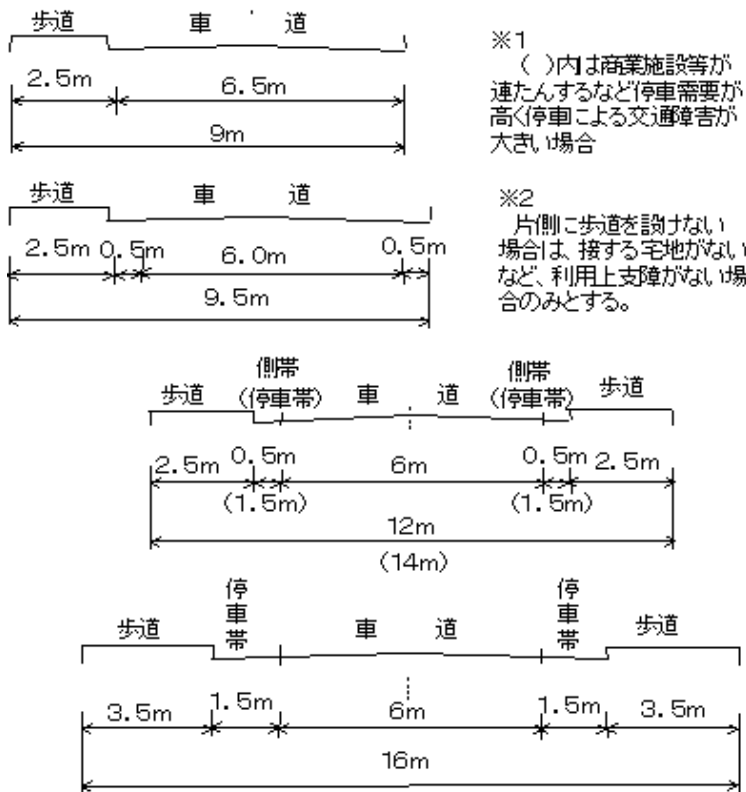 歩道 車 道
2.5m 6.5m
9m
※1
( )内は商業施設等が
連たんするなど停車需要が
高く停車による交通障害が
大きい場合
歩道 車 道
2.5m 0.5m 6.0m 0.5m
9.5m
※2
片側に歩道を設けない
場合は、接する宅地がない
など、利用上支障がない場
合のみとする。
側帯 側帯
歩道 (停車帯) 車 道 (停車帯) 歩道
2.5m 0.5m 6m 0.5m 2.5m
(1.5m) (1.5m)
12m
(14m)
歩道 停車帯 車 道 停車帯 歩道
3.5m 1.5m 6m 1.5m 3.5m
16m